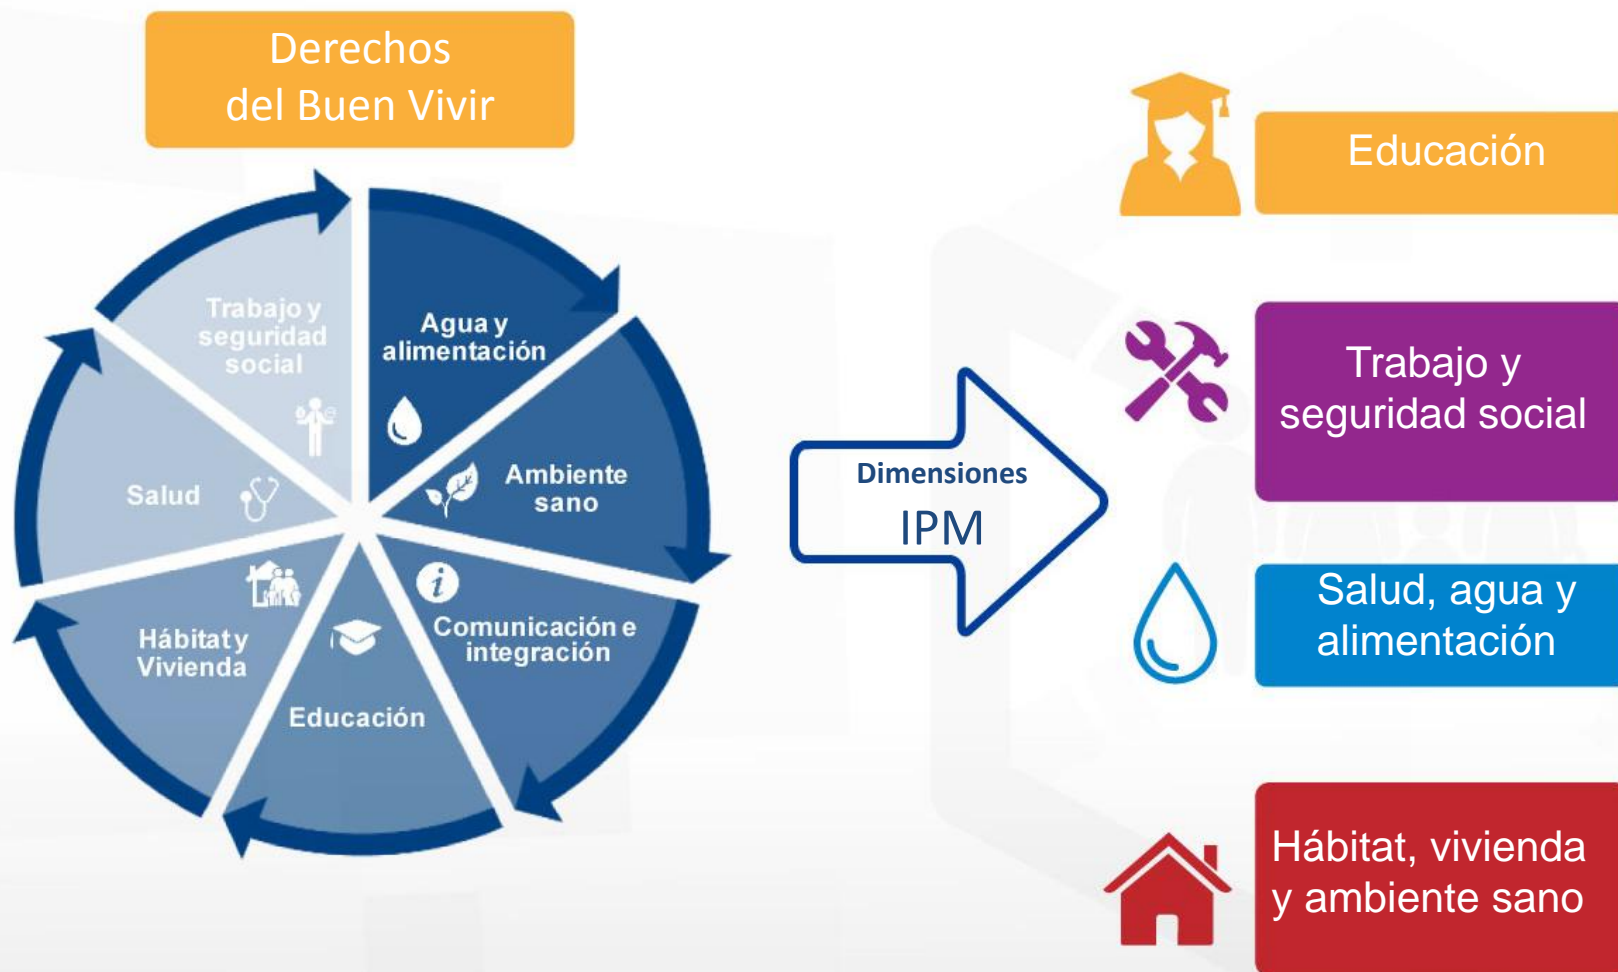 Derechos
del Buen Vivir
Trabajo y
seguridad
social
Agua y
alimentación
Ambiente
sano
Comunicación e
integración
Educación
Hábitat y
Vivienda
Salud
i
Dimensiones
IPM
Educación
Trabajo y
seguridad social
Salud, agua y
alimentación
Hábitat, vivienda
y ambiente sano